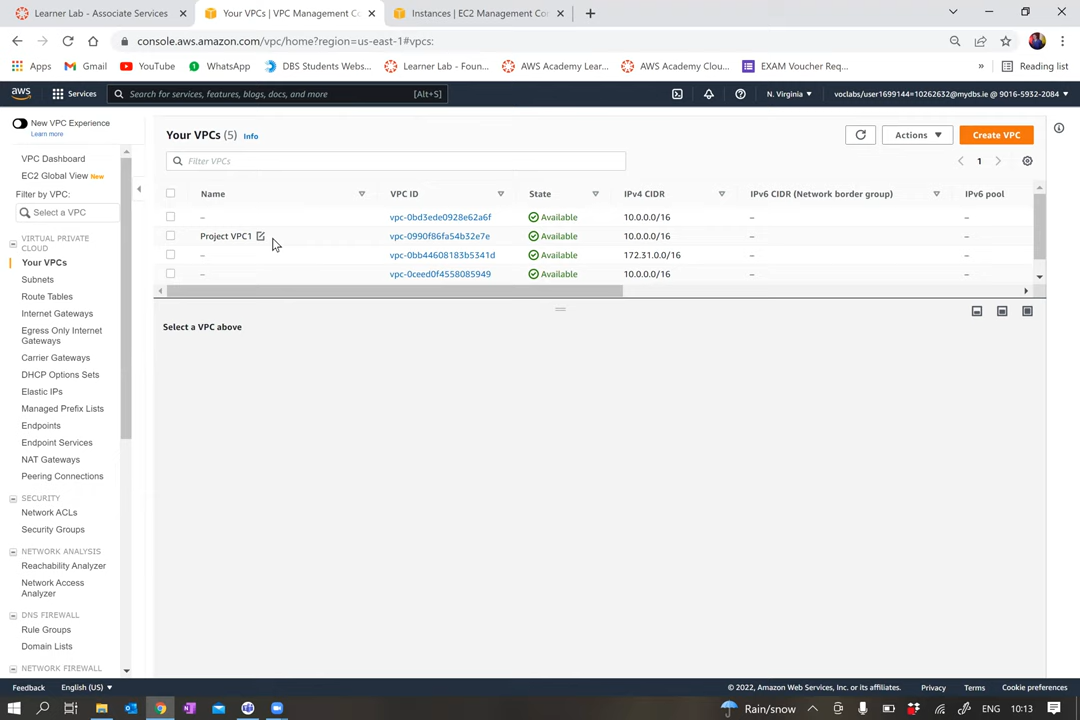 Learner Lab - Associate Services
Your VPCs | VPC Management Co
Instances | EC2 Management Con
console.aws.amazon.com/vpc/home?region=us-east-1#vpcs:
Apps
Gmail
YouTube
WhatsApp
DBS Students Webs...
Learner Lab - Foun...
AWS Academy Lear...
AWS Academy Clou...
EXAM Voucher Req...
»
Reading list
aws
Services
Search for services, features, blogs, docs, and more
[Alt+S]
N. Virginia
voclabs/user1699144=10262632@mydbs.ie @ 9016-5932-2084
New VPC Experience
Learn more
VPC Dashboard
EC2 Global View New
Filter by VPC:
Select a VPC
VIRTUAL PRIVATE
CLOUD
Your VPCs
Subnets
Route Tables
Internet Gateways
Egress Only Internet
Gateways
Carrier Gateways
DHCP Options Sets
Elastic IPs
Managed Prefix Lists
Endpoints
Endpoint Services
NAT Gateways
Peering Connections
SECURITY
Network ACLs
Security Groups
NETWORK ANALYSIS
Reachability Analyzer
Network Access
Analyzer
DNS FIREWALL
Rule Groups
Domain Lists
NETWORK FIREWALL
Your VPCs (5) Info
Actions
Create VPC
Filter VPCs
1
Name VPC ID State IPv4 CIDR IPv6 CIDR (Network border group) IPv6 pool
– vpc-0bd3ede0928e62a6f Available 10.0.0.0/16 – –
Project VPC1 vpc-0990f86fa54b32e7e Available 10.0.0.0/16 – –
– vpc-0bb44608183b5341d Available 172.31.0.0/16 – –
– vpc-0ceed0f4558085949 Available 10.0.0.0/16 – –
Select a VPC above
Feedback
English (US)
© 2022, Amazon Web Services, Inc. or its affiliates.
Privacy
Terms
Cookie preferences
Rain/snow
ENG
10:13